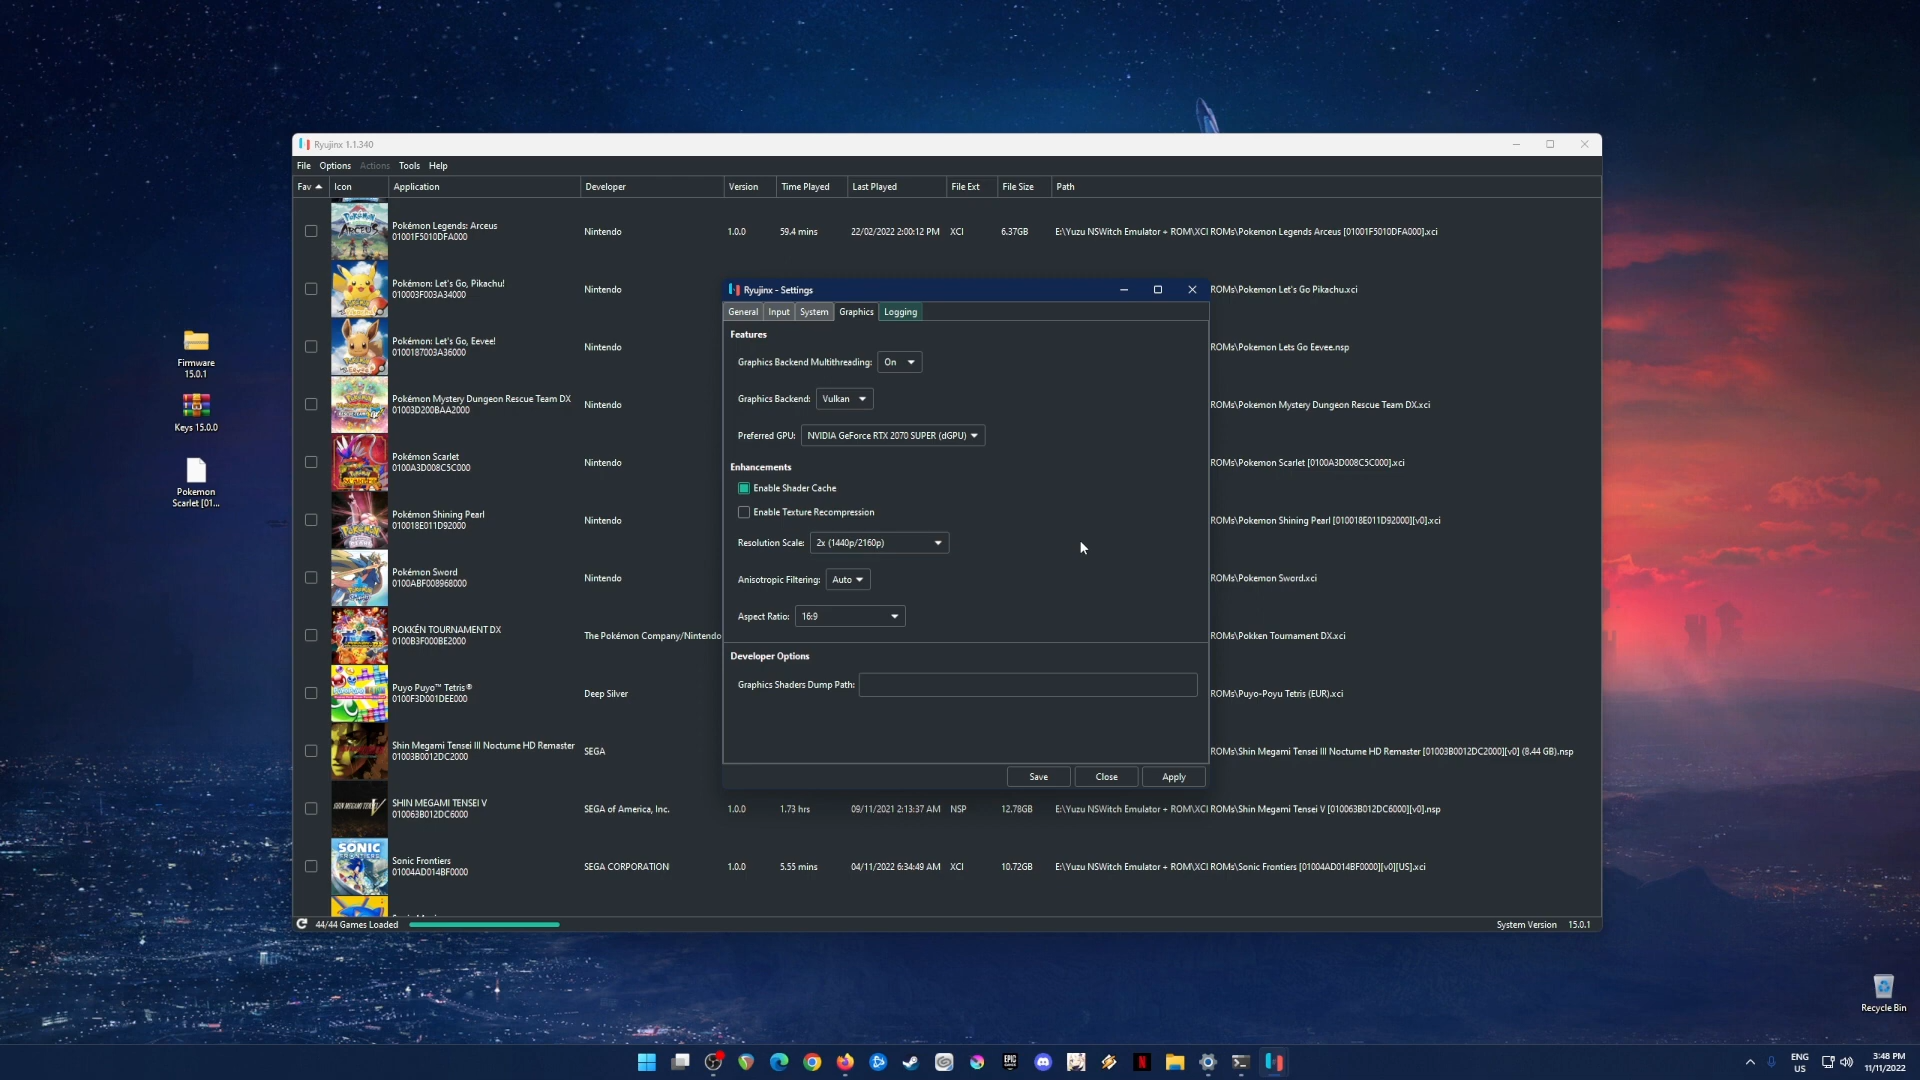 Ryujinx 1.1.340
File Options Actions Tools Help
Fav Icon Application Developer Version Time Played Last Played File Ext File Size Path
Pokémon Legends: Arceus
01001F5010DFA000
Nintendo 1.0.0 59.4 mins 22/02/2022 2:00:12 PM XCI 6.37GB E:\Yuzu NSWitch Emulator + ROM\XCI ROMs\Pokemon Legends Arceus [01001F5010DFA000].xci
Pokémon: Let's Go, Pikachu!
010003F003A34000
Nintendo ROMs\Pokemon Let's Go Pikachu.xci
Pokémon: Let's Go, Eevee!
0100187003A36000
Nintendo ROMs\Pokemon Lets Go Eevee.nsp
Pokémon Mystery Dungeon Rescue Team DX
01003D200BAA2000
Nintendo ROMs\Pokemon Mystery Dungeon Rescue Team DX.xci
Pokémon Scarlet
0100A3D008C5C000
Nintendo ROMs\Pokemon Scarlet [0100A3D008C5C000].xci
Pokémon Shining Pearl
010018E011D92000
Nintendo ROMs\Pokemon Shining Pearl [010018E011D92000][v0].xci
Pokémon Sword
0100ABF008968000
Nintendo ROMs\Pokemon Sword.xci
POKKÉN TOURNAMENT DX
0100B3F000BE2000
The Pokémon Company/Nintendo ROMs\Pokken Tournament DX.xci
Puyo Puyo™ Tetris®
0100F3D001DEE000
Deep Silver ROMs\Puyo-Poyu Tetris (EUR).xci
Shin Megami Tensei III Nocturne HD Remaster
01003B0012DC2000
SEGA ROMs\Shin Megami Tensei III Nocturne HD Remaster [01003B0012DC2000][v0] (8.44 GB).nsp
SHIN MEGAMI TENSEI V
010063B012DC6000
SEGA of America, Inc. 1.0.0 1.73 hrs 09/11/2021 2:13:37 AM NSP 12.78GB E:\Yuzu NSWitch Emulator + ROM\XCI ROMs\Shin Megami Tensei V [010063B012DC6000][v0].nsp
Sonic Frontiers
01004AD014BF0000
SEGA CORPORATION 1.0.0 5.55 mins 04/11/2022 6:34:49 AM XCI 10.72GB E:\Yuzu NSWitch Emulator + ROM\XCI ROMs\Sonic Frontiers [01004AD014BF0000][v0][US].xci
44/44 Games Loaded
System Version 15.0.1
Ryujinx - Settings
General Input System Graphics Logging
Features
Graphics Backend Multithreading: On
Graphics Backend: Vulkan
Preferred GPU: NVIDIA GeForce RTX 2070 SUPER (dGPU)
Enhancements
Enable Shader Cache
Enable Texture Recompression
Resolution Scale: 2x (1440p/2160p)
Anisotropic Filtering: Auto
Aspect Ratio: 16:9
Developer Options
Graphics Shaders Dump Path:
Save Close Apply
Firmware
15.0.1
Keys 15.0.0
Pokemon
Scarlet [01...
Recycle Bin
ENG
US
3:48 PM
11/11/2022